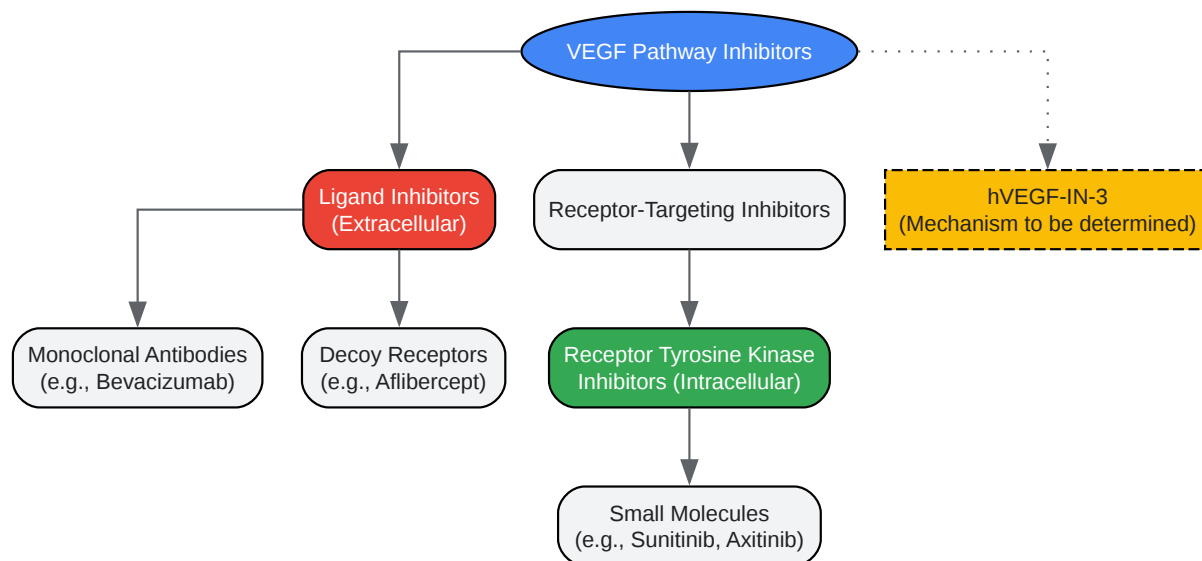 VEGF Pathway Inhibitors
Ligand Inhibitors
(Extracellular)
Receptor-Targeting Inhibitors
hVEGF-IN-3
(Mechanism to be determined)
Monoclonal Antibodies
(e.g., Bevacizumab)
Decoy Receptors
(e.g., Aflibercept)
Receptor Tyrosine Kinase
Inhibitors (Intracellular)
Small Molecules
(e.g., Sunitinib, Axitinib)